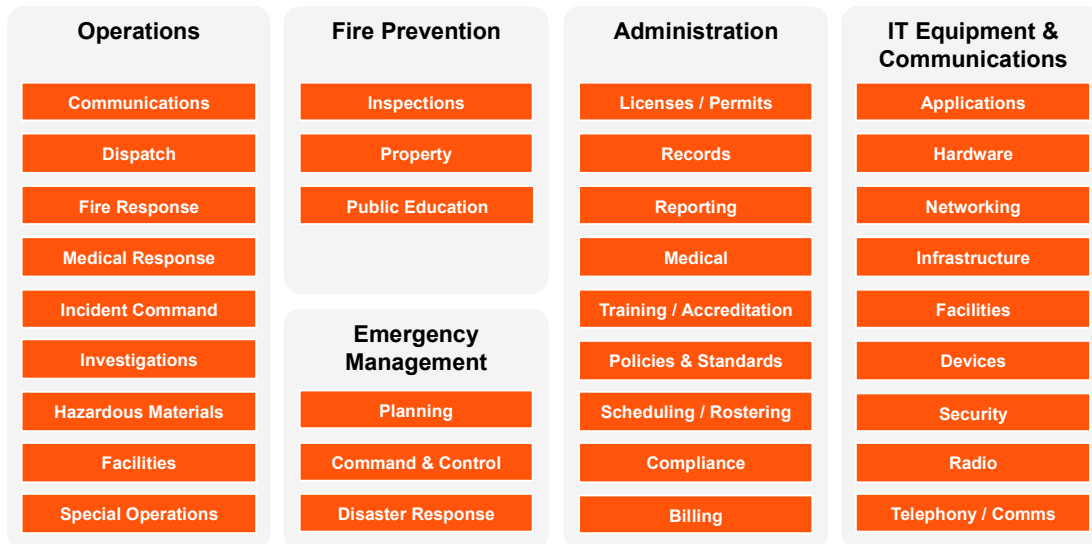 Operations
Communications
Dispatch
Fire Response
Medical Response
Incident Command
Investigations
Hazardous Materials
Facilities
Special Operations
Fire Prevention
Inspections
Property
Public Education
Emergency
Management
Planning
Command & Control
Disaster Response
Administration
Licenses / Permits
Records
Reporting
Medical
Training / Accreditation
Policies & Standards
Scheduling / Rostering
Compliance
Billing
IT Equipment &
Communications
Applications
Hardware
Networking
Infrastructure
Facilities
Devices
Security
Radio
Telephony / Comms